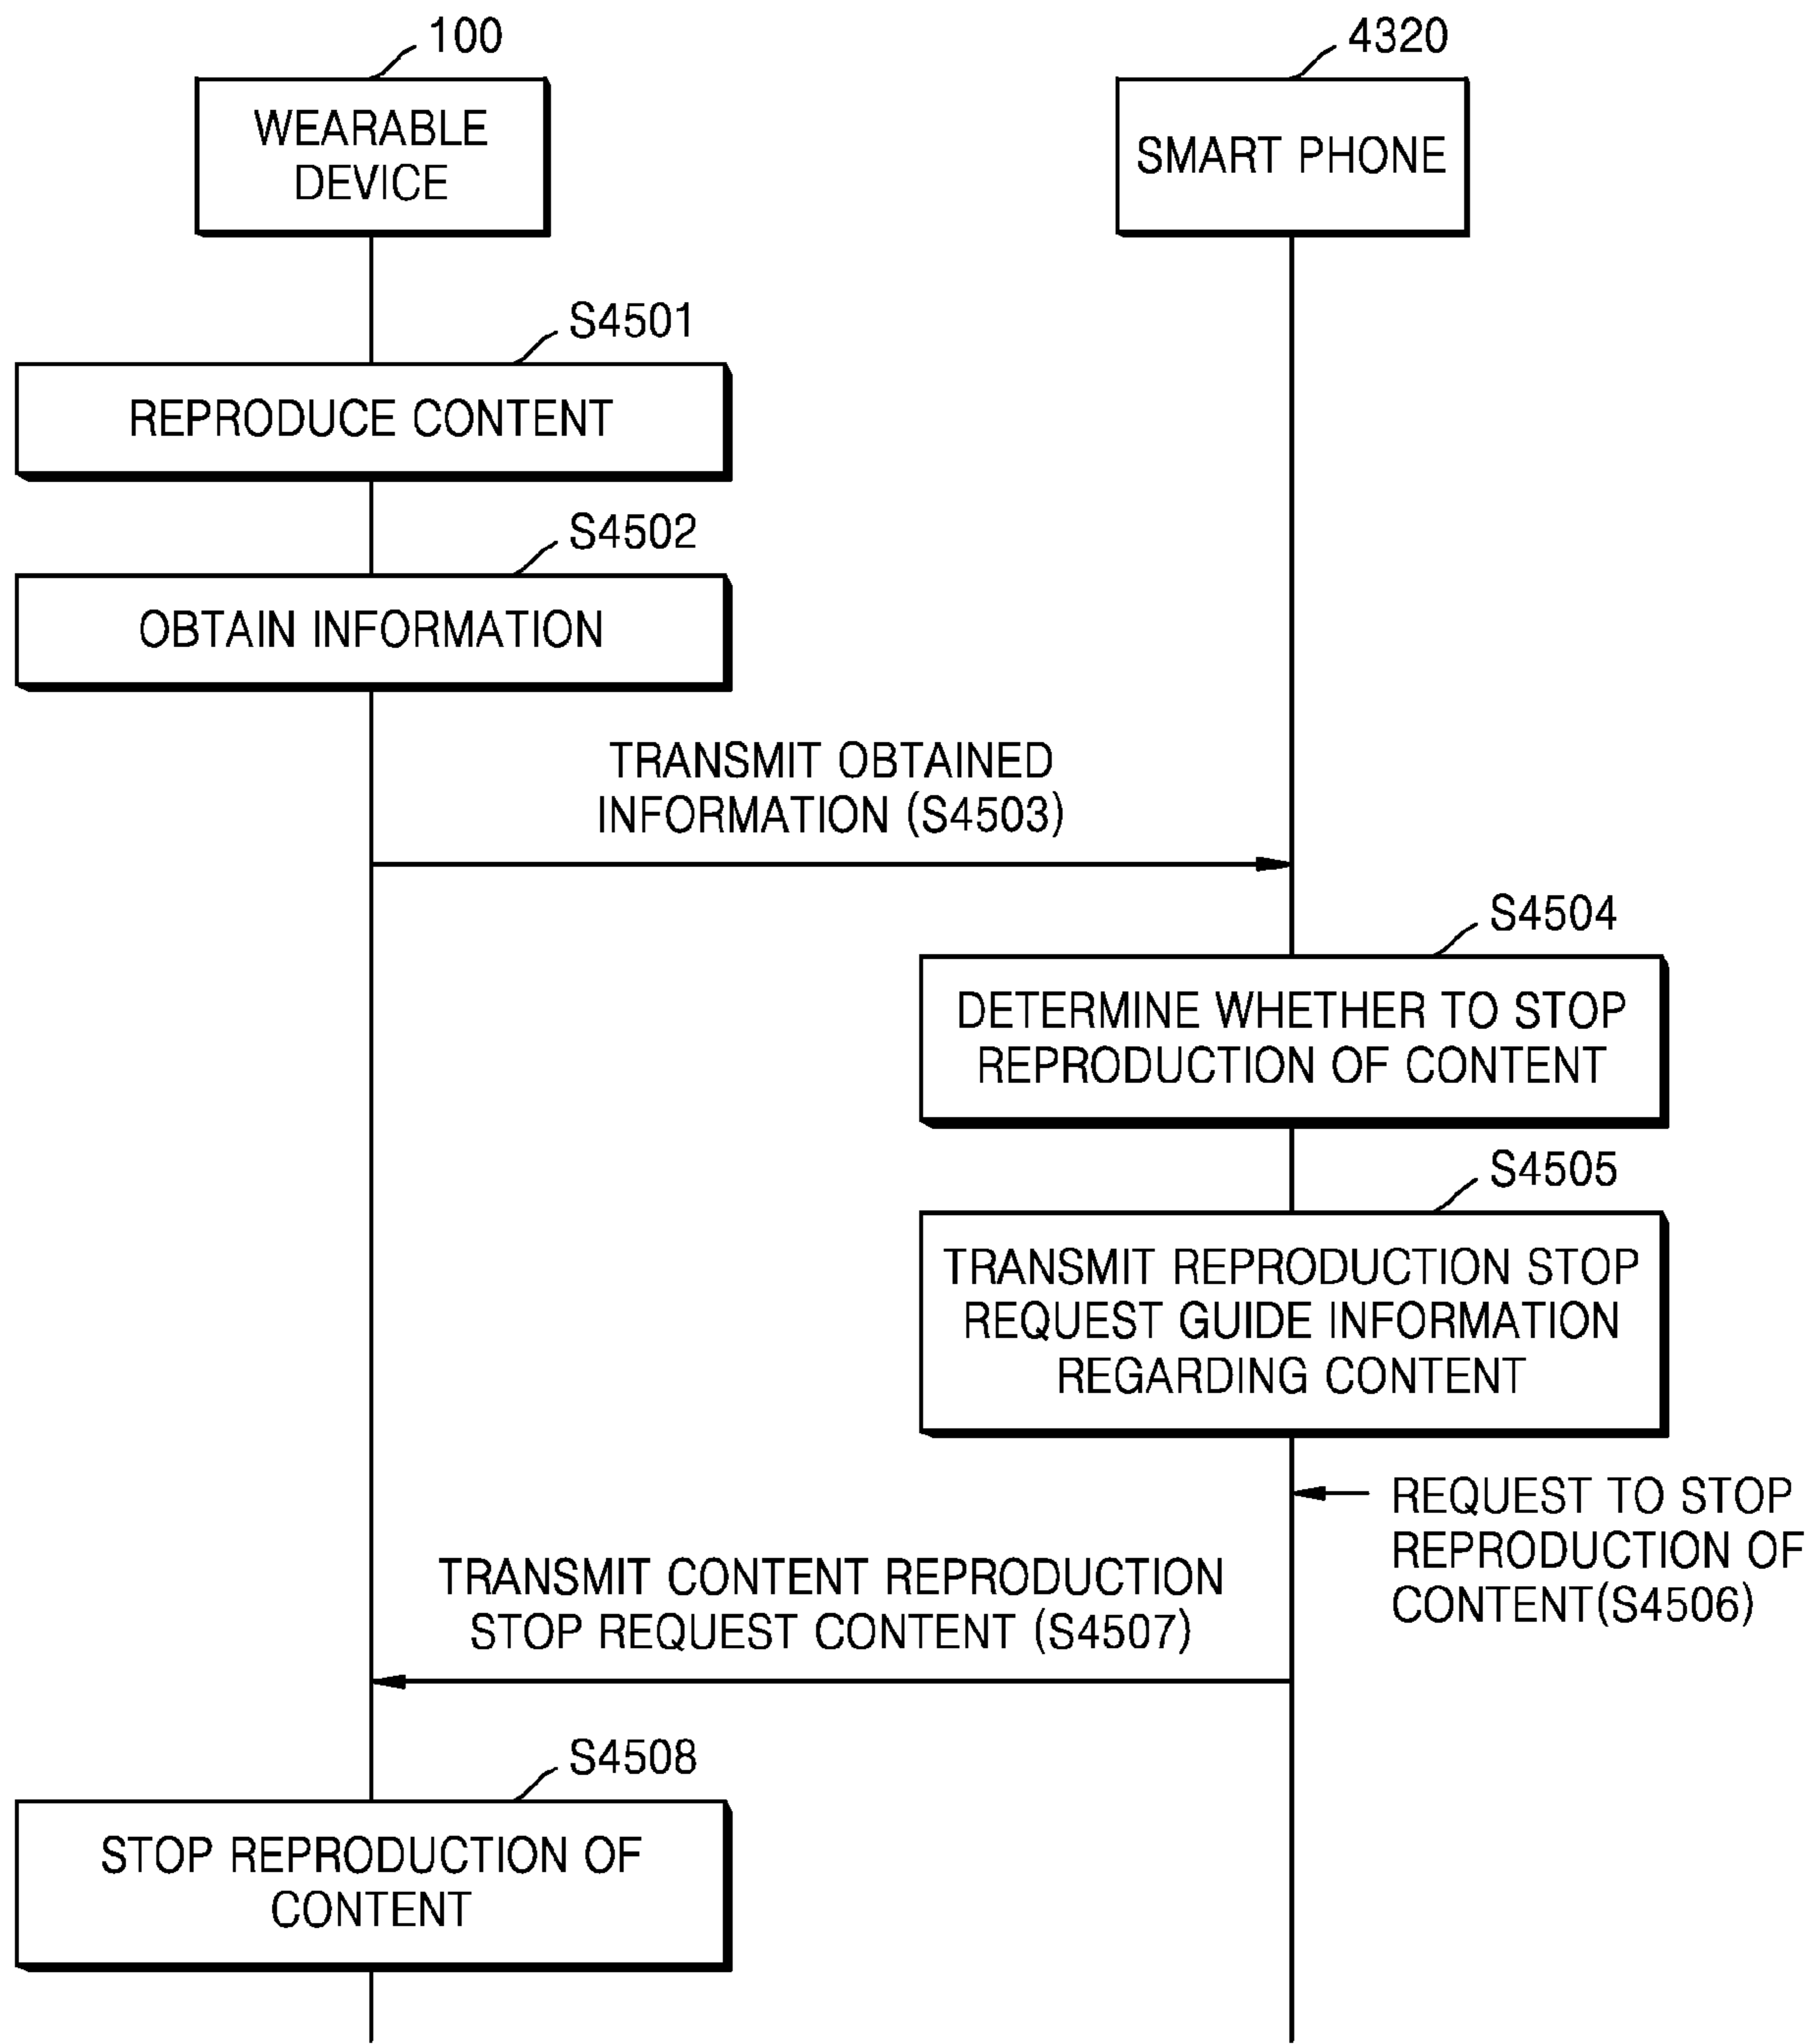 100
WEARABLE
DEVICE
4320
SMART PHONE
S4501
REPRODUCE CONTENT
S4502
OBTAIN INFORMATION
TRANSMIT OBTAINED
INFORMATION (S4503)
S4504
DETERMINE WHETHER TO STOP
REPRODUCTION OF CONTENT
S4505
TRANSMIT REPRODUCTION STOP
REQUEST GUIDE INFORMATION
REGARDING CONTENT
REQUEST TO STOP
REPRODUCTION OF
CONTENT(S4506)
TRANSMIT CONTENT REPRODUCTION
STOP REQUEST CONTENT (S4507)
S4508
STOP REPRODUCTION OF
CONTENT